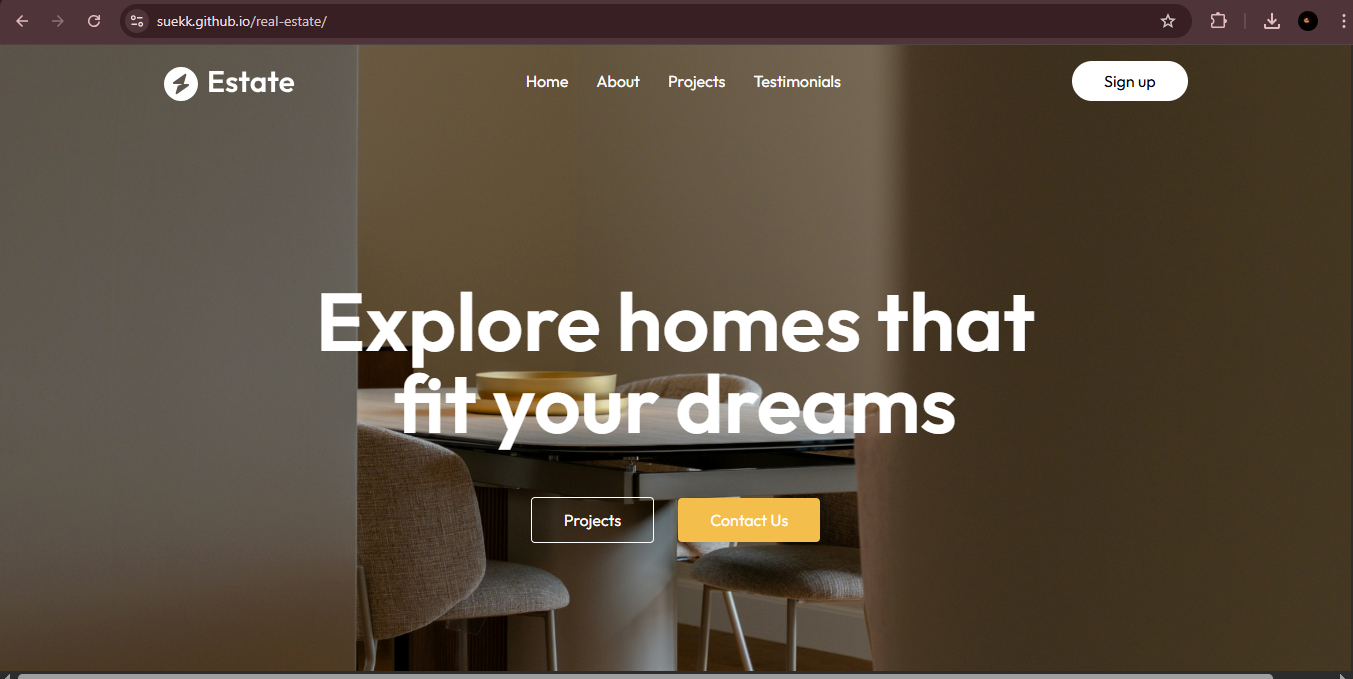 suekk.github.io/real-estate/
Estate
Home About Projects Testimonials
Sign up
Explore homes that
fit your dreams
Projects
Contact Us